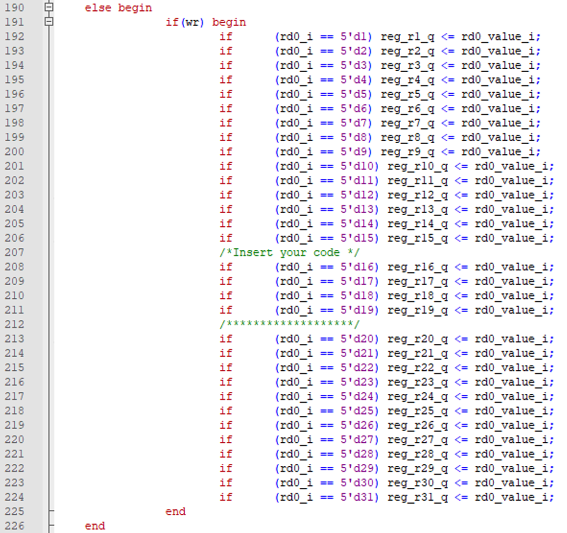 190 else begin
191 if(wr) begin
192 if (rd0_i == 5'd1) reg_r1_q <= rd0_value_i;
193 if (rd0_i == 5'd2) reg_r2_q <= rd0_value_i;
194 if (rd0_i == 5'd3) reg_r3_q <= rd0_value_i;
195 if (rd0_i == 5'd4) reg_r4_q <= rd0_value_i;
196 if (rd0_i == 5'd5) reg_r5_q <= rd0_value_i;
197 if (rd0_i == 5'd6) reg_r6_q <= rd0_value_i;
198 if (rd0_i == 5'd7) reg_r7_q <= rd0_value_i;
199 if (rd0_i == 5'd8) reg_r8_q <= rd0_value_i;
200 if (rd0_i == 5'd9) reg_r9_q <= rd0_value_i;
201 if (rd0_i == 5'd10) reg_r10_q <= rd0_value_i;
202 if (rd0_i == 5'd11) reg_r11_q <= rd0_value_i;
203 if (rd0_i == 5'd12) reg_r12_q <= rd0_value_i;
204 if (rd0_i == 5'd13) reg_r13_q <= rd0_value_i;
205 if (rd0_i == 5'd14) reg_r14_q <= rd0_value_i;
206 if (rd0_i == 5'd15) reg_r15_q <= rd0_value_i;
207 /*Insert your code */
208 if (rd0_i == 5'd16) reg_r16_q <= rd0_value_i;
209 if (rd0_i == 5'd17) reg_r17_q <= rd0_value_i;
210 if (rd0_i == 5'd18) reg_r18_q <= rd0_value_i;
211 if (rd0_i == 5'd19) reg_r19_q <= rd0_value_i;
212 /*******************/
213 if (rd0_i == 5'd20) reg_r20_q <= rd0_value_i;
214 if (rd0_i == 5'd21) reg_r21_q <= rd0_value_i;
215 if (rd0_i == 5'd22) reg_r22_q <= rd0_value_i;
216 if (rd0_i == 5'd23) reg_r23_q <= rd0_value_i;
217 if (rd0_i == 5'd24) reg_r24_q <= rd0_value_i;
218 if (rd0_i == 5'd25) reg_r25_q <= rd0_value_i;
219 if (rd0_i == 5'd26) reg_r26_q <= rd0_value_i;
220 if (rd0_i == 5'd27) reg_r27_q <= rd0_value_i;
221 if (rd0_i == 5'd28) reg_r28_q <= rd0_value_i;
222 if (rd0_i == 5'd29) reg_r29_q <= rd0_value_i;
223 if (rd0_i == 5'd30) reg_r30_q <= rd0_value_i;
224 if (rd0_i == 5'd31) reg_r31_q <= rd0_value_i;
225 end
226 end